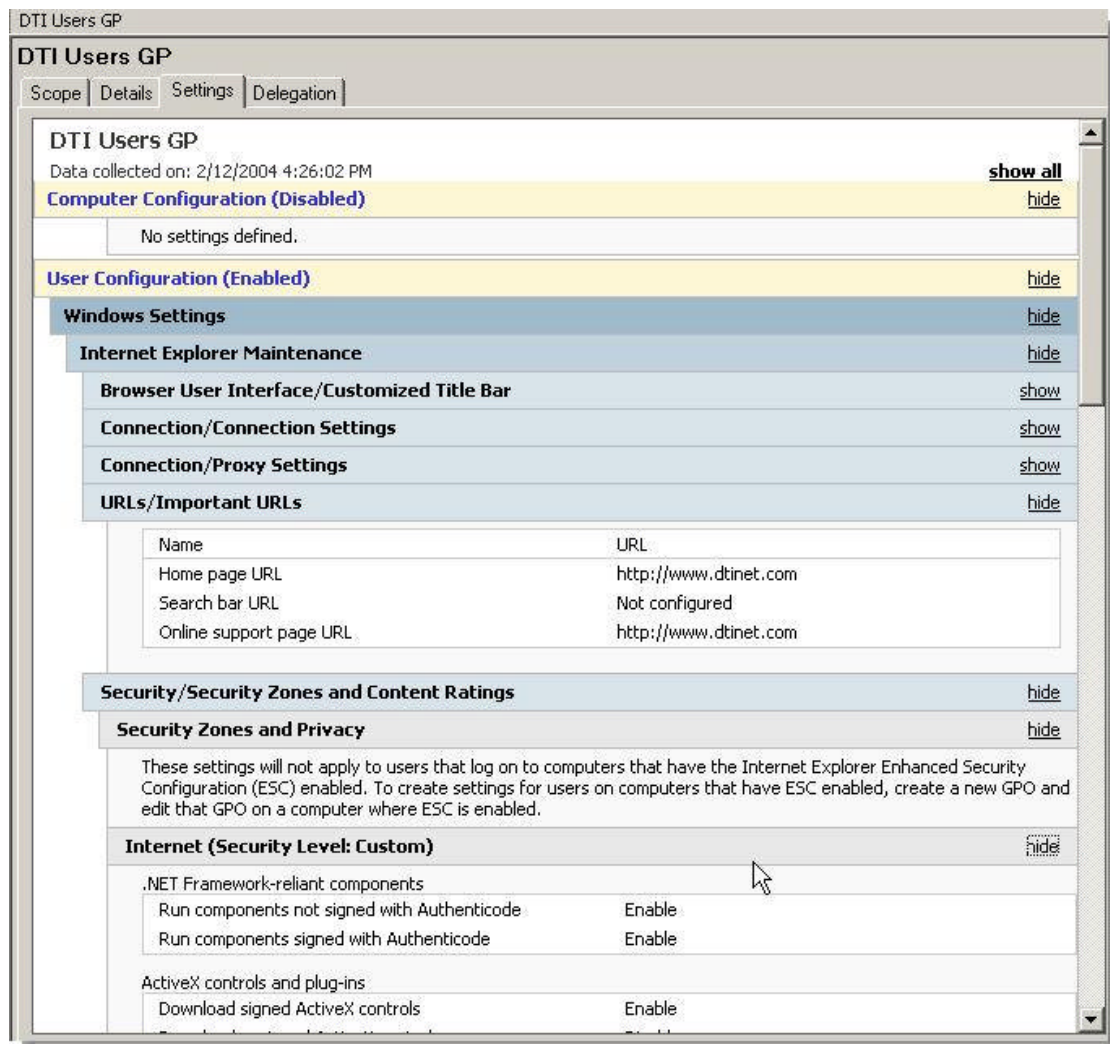 DTI Users GP
DTI Users GP
Scope Details Settings Delegation
DTI Users GP
Data collected on: 2/12/2004 4:26:02 PM show all
Computer Configuration (Disabled) hide
No settings defined.
User Configuration (Enabled) hide
Windows Settings hide
Internet Explorer Maintenance hide
Browser User Interface/Customized Title Bar show
Connection/Connection Settings show
Connection/Proxy Settings show
URLs/Important URLs hide
Name URL
Home page URL http://www.dtinet.com
Search bar URL Not configured
Online support page URL http://www.dtinet.com
Security/Security Zones and Content Ratings hide
Security Zones and Privacy hide
These settings will not apply to users that log on to computers that have the Internet Explorer Enhanced Security
Configuration (ESC) enabled. To create settings for users on computers that have ESC enabled, create a new GPO and
edit that GPO on a computer where ESC is enabled.
Internet (Security Level: Custom) hide
.NET Framework-reliant components
Run components not signed with Authenticode Enable
Run components signed with Authenticode Enable
ActiveX controls and plug-ins
Download signed ActiveX controls Enable